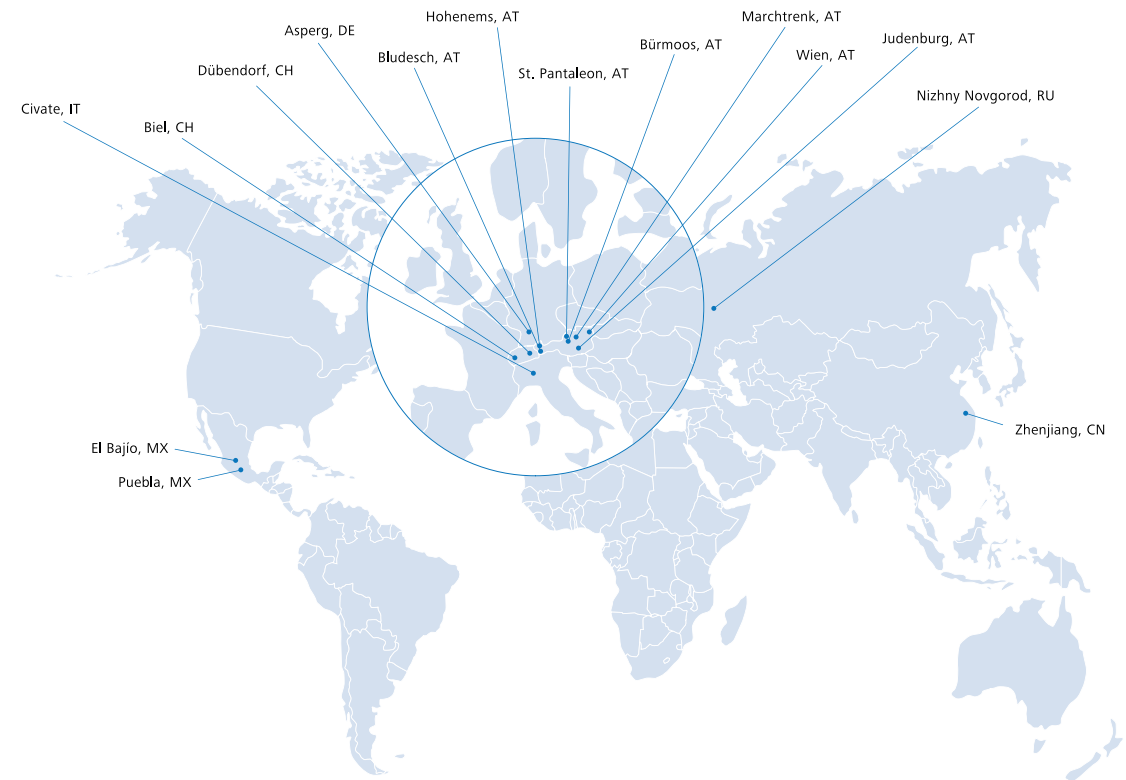 Hohenems, AT
Marchtrenk, AT
Asperg, DE
Judenburg, AT
Bürmoos, AT
Bludesch, AT
Wien, AT
Dübendorf, CH
St. Pantaleon, AT
Nizhny Novgorod, RU
Civate, IT
Biel, CH
Zhenjiang, CN
El Bajío, MX
Puebla, MX